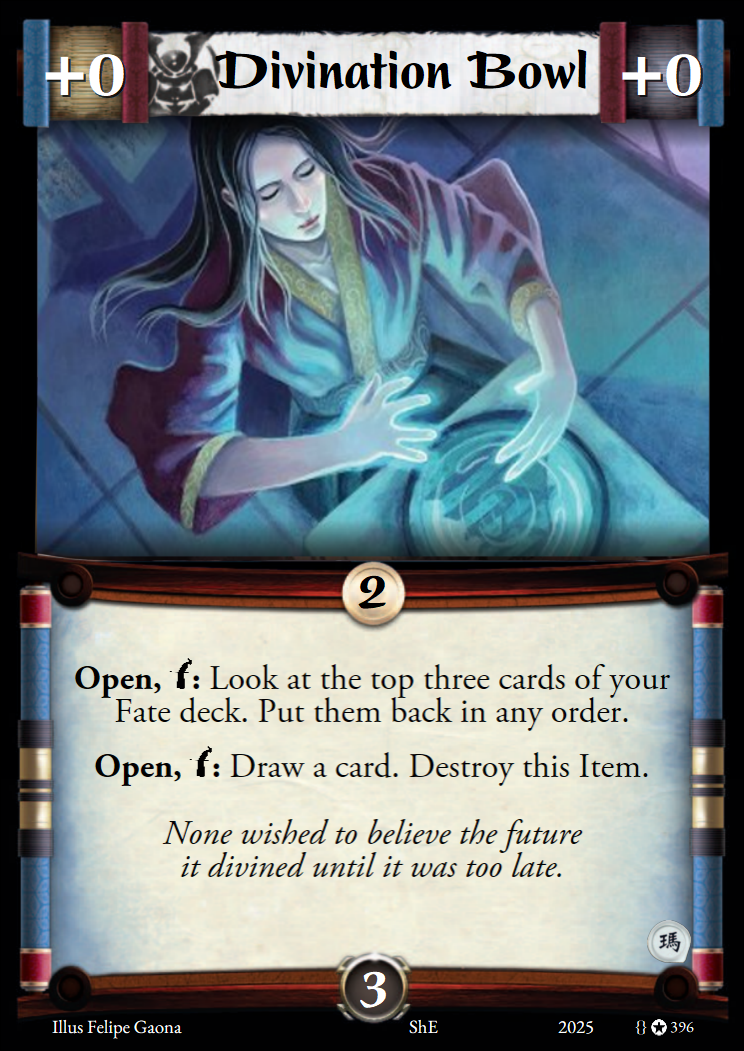 +0 Divination Bowl +0
2
Open, : Look at the top three cards of your
Fate deck. Put them back in any order.
Open, : Draw a card. Destroy this Item.
None wished to believe the future
it divined until it was too late.
瑪
3
Illus Felipe Gaona ShE 2025 {} 396